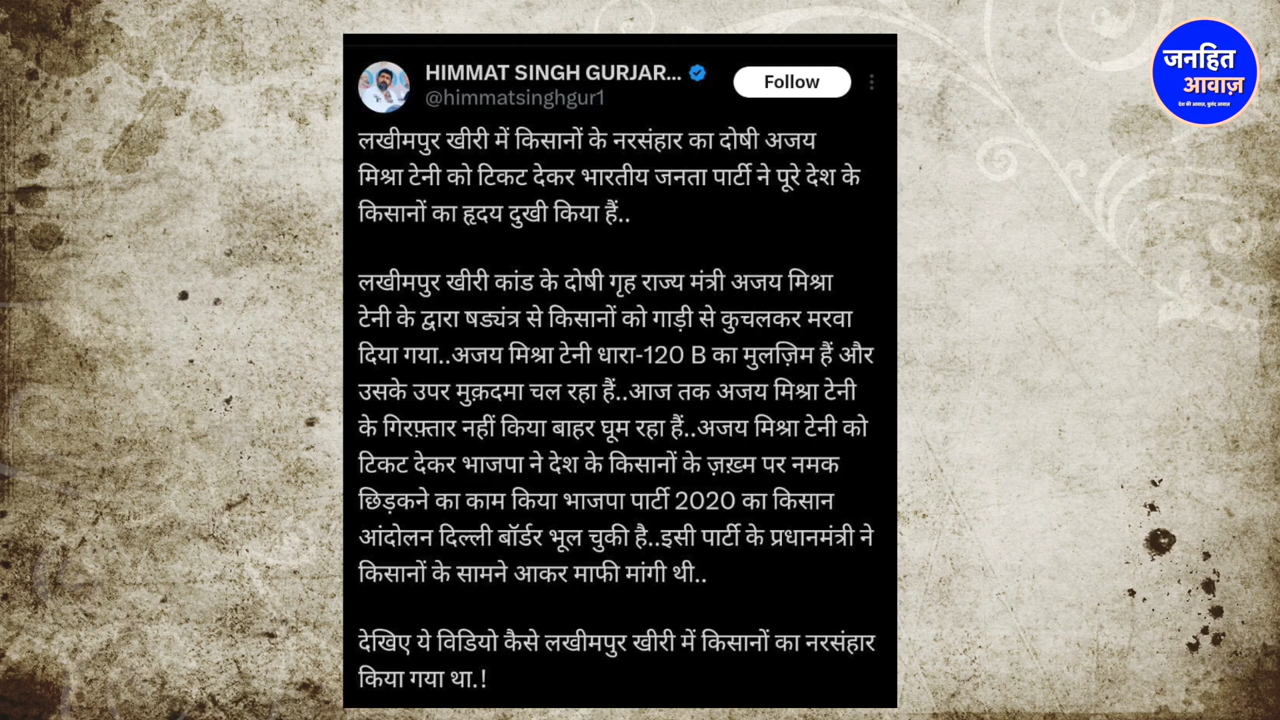 HIMMAT SINGH GURJAR...
@himmatsinghgur1
Follow
लखीमपुर खीरी में किसानों के नरसंहार का दोषी अजय
मिश्रा टेनी को टिकट देकर भारतीय जनता पार्टी ने पूरे देश के
किसानों का हृदय दुखी किया हैं..
लखीमपुर खीरी कांड के दोषी गृह राज्य मंत्री अजय मिश्रा
टेनी के द्वारा षड्यंत्र से किसानों को गाड़ी से कुचलकर मरवा
दिया गया..अजय मिश्रा टेनी धारा-120 B का मुलज़िम हैं और
उसके उपर मुक़दमा चल रहा हैं..आज तक अजय मिश्रा टेनी
के गिरफ़्तार नहीं किया बाहर घूम रहा हैं..अजय मिश्रा टेनी को
टिकट देकर भाजपा ने देश के किसानों के ज़ख़्म पर नमक
छिड़कने का काम किया भाजपा पार्टी 2020 का किसान
आंदोलन दिल्ली बॉर्डर भूल चुकी है..इसी पार्टी के प्रधानमंत्री ने
किसानों के सामने आकर माफी मांगी थी..
देखिए ये विडियो कैसे लखीमपुर खीरी में किसानों का नरसंहार
किया गया था.!
जनहित
आवाज़
देश की आवाज़, बुलंद आवाज़